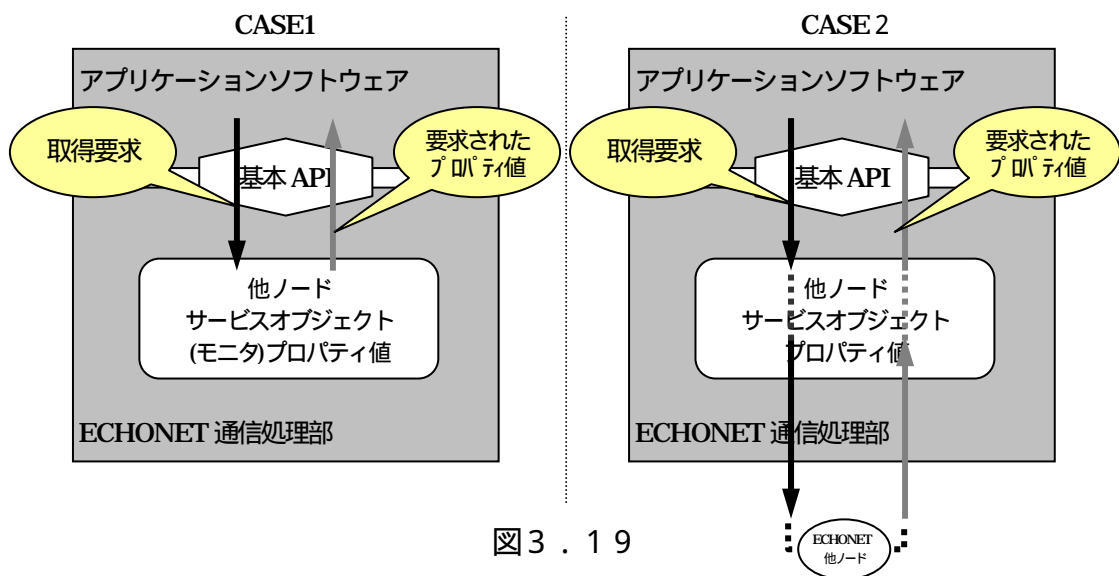 CASE1
アプリケーションソフトウェア
取得要求
要求された
プロパティ値
基本 API
他ノード
サービスオブジェクト
(モニタ)プロパティ値
ECHONET 通信処理部
CASE 2
アプリケーションソフトウェア
取得要求
要求された
プロパティ値
基本 API
他ノード
サービスオブジェクト
プロパティ値
ECHONET 通信処理部
ECHONET
他ノード
図3．19